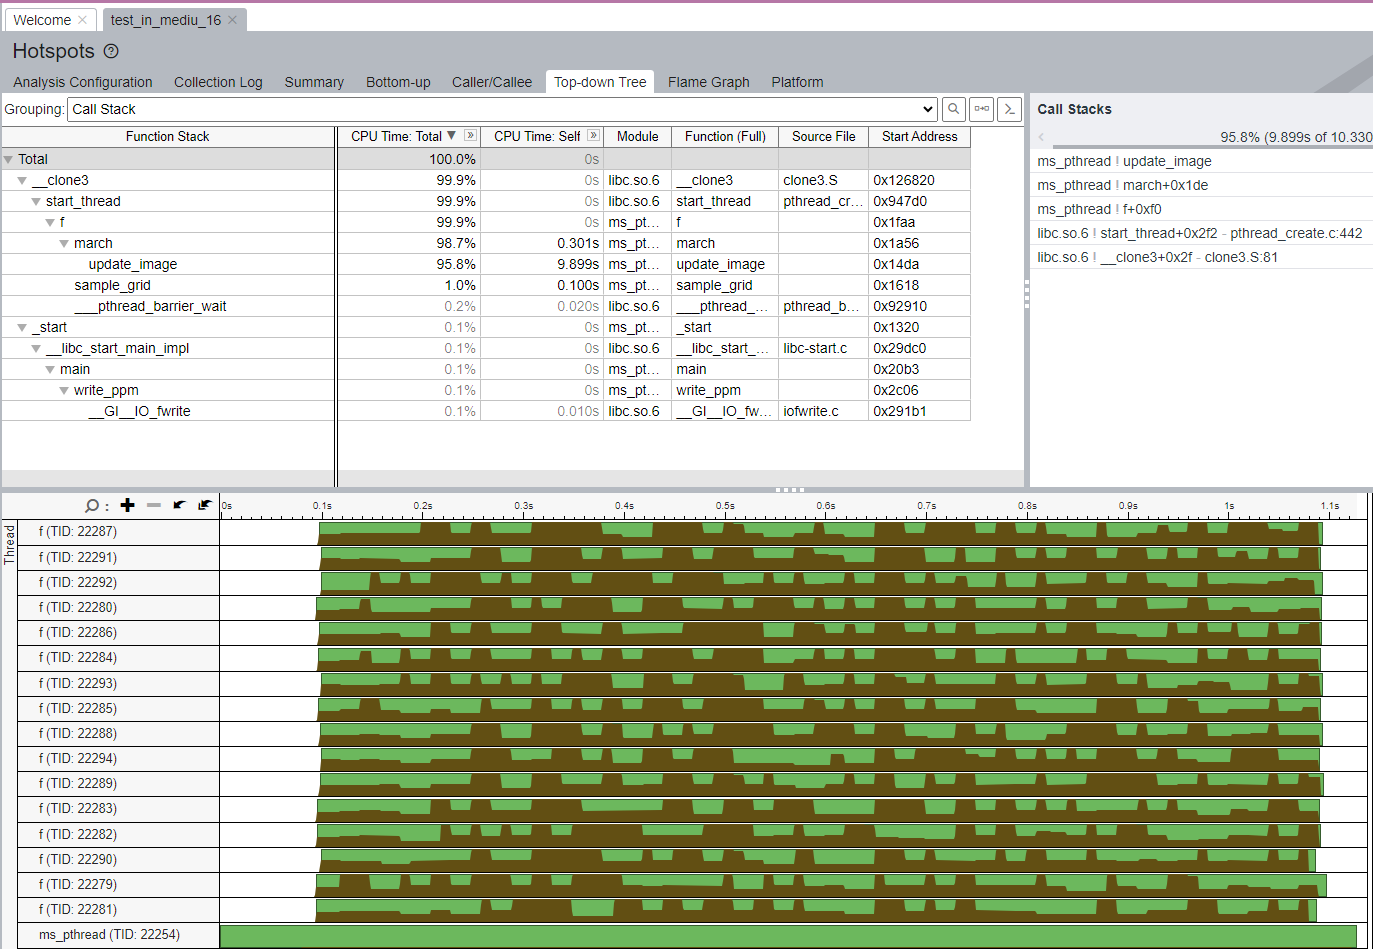 Welcome × test_in_mediu_16 ×
Hotspots ?
Analysis Configuration Collection Log Summary Bottom-up Caller/Callee Top-down Tree Flame Graph Platform
Grouping: Call Stack
Function Stack CPU Time: Total ▼ » CPU Time: Self » Module Function (Full) Source File Start Address
Total 100.0% 0s
__clone3 99.9% 0s libc.so.6 __clone3 clone3.S 0x126820
start_thread 99.9% 0s libc.so.6 start_thread pthread_cr... 0x947d0
f 99.9% 0s ms_pt... f 0x1faa
march 98.7% 0.301s ms_pt... march 0x1a56
update_image 95.8% 9.899s ms_pt... update_image 0x14da
sample_grid 1.0% 0.100s ms_pt... sample_grid 0x1618
___pthread_barrier_wait 0.2% 0.020s libc.so.6 ___pthread_... pthread_b... 0x92910
_start 0.1% 0s ms_pt... _start 0x1320
__libc_start_main_impl 0.1% 0s libc.so.6 __libc_start_... libc-start.c 0x29dc0
main 0.1% 0s ms_pt... main 0x20b3
write_ppm 0.1% 0s ms_pt... write_ppm 0x2c06
__GI__IO_fwrite 0.1% 0.010s libc.so.6 __GI__IO_fw... iofwrite.c 0x291b1
Call Stacks
95.8% (9.899s of 10.330
ms_pthread ! update_image
ms_pthread ! march+0x1de
ms_pthread ! f+0xf0
libc.so.6 ! start_thread+0x2f2 - pthread_create.c:442
libc.so.6 ! __clone3+0x2f - clone3.S:81
0s 0.1s 0.2s 0.3s 0.4s 0.5s 0.6s 0.7s 0.8s 0.9s 1s 1.1s
Thread
f (TID: 22287)
f (TID: 22291)
f (TID: 22292)
f (TID: 22280)
f (TID: 22286)
f (TID: 22284)
f (TID: 22293)
f (TID: 22285)
f (TID: 22288)
f (TID: 22294)
f (TID: 22289)
f (TID: 22283)
f (TID: 22282)
f (TID: 22290)
f (TID: 22279)
f (TID: 22281)
ms_pthread (TID: 22254)